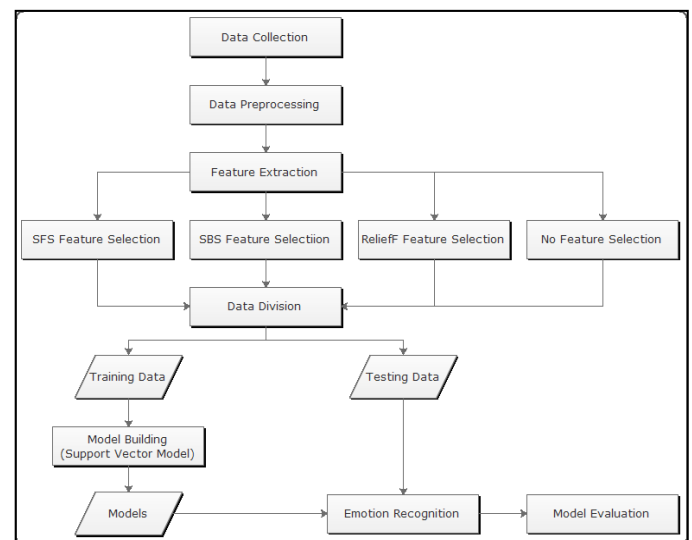 Data Collection
Data Preprocessing
Feature Extraction
SFS Feature Selection
SBS Feature Selectiion
ReliefF Feature Selection
No Feature Selection
Data Division
Training Data
Testing Data
Model Building
(Support Vector Model)
Models
Emotion Recognition
Model Evaluation